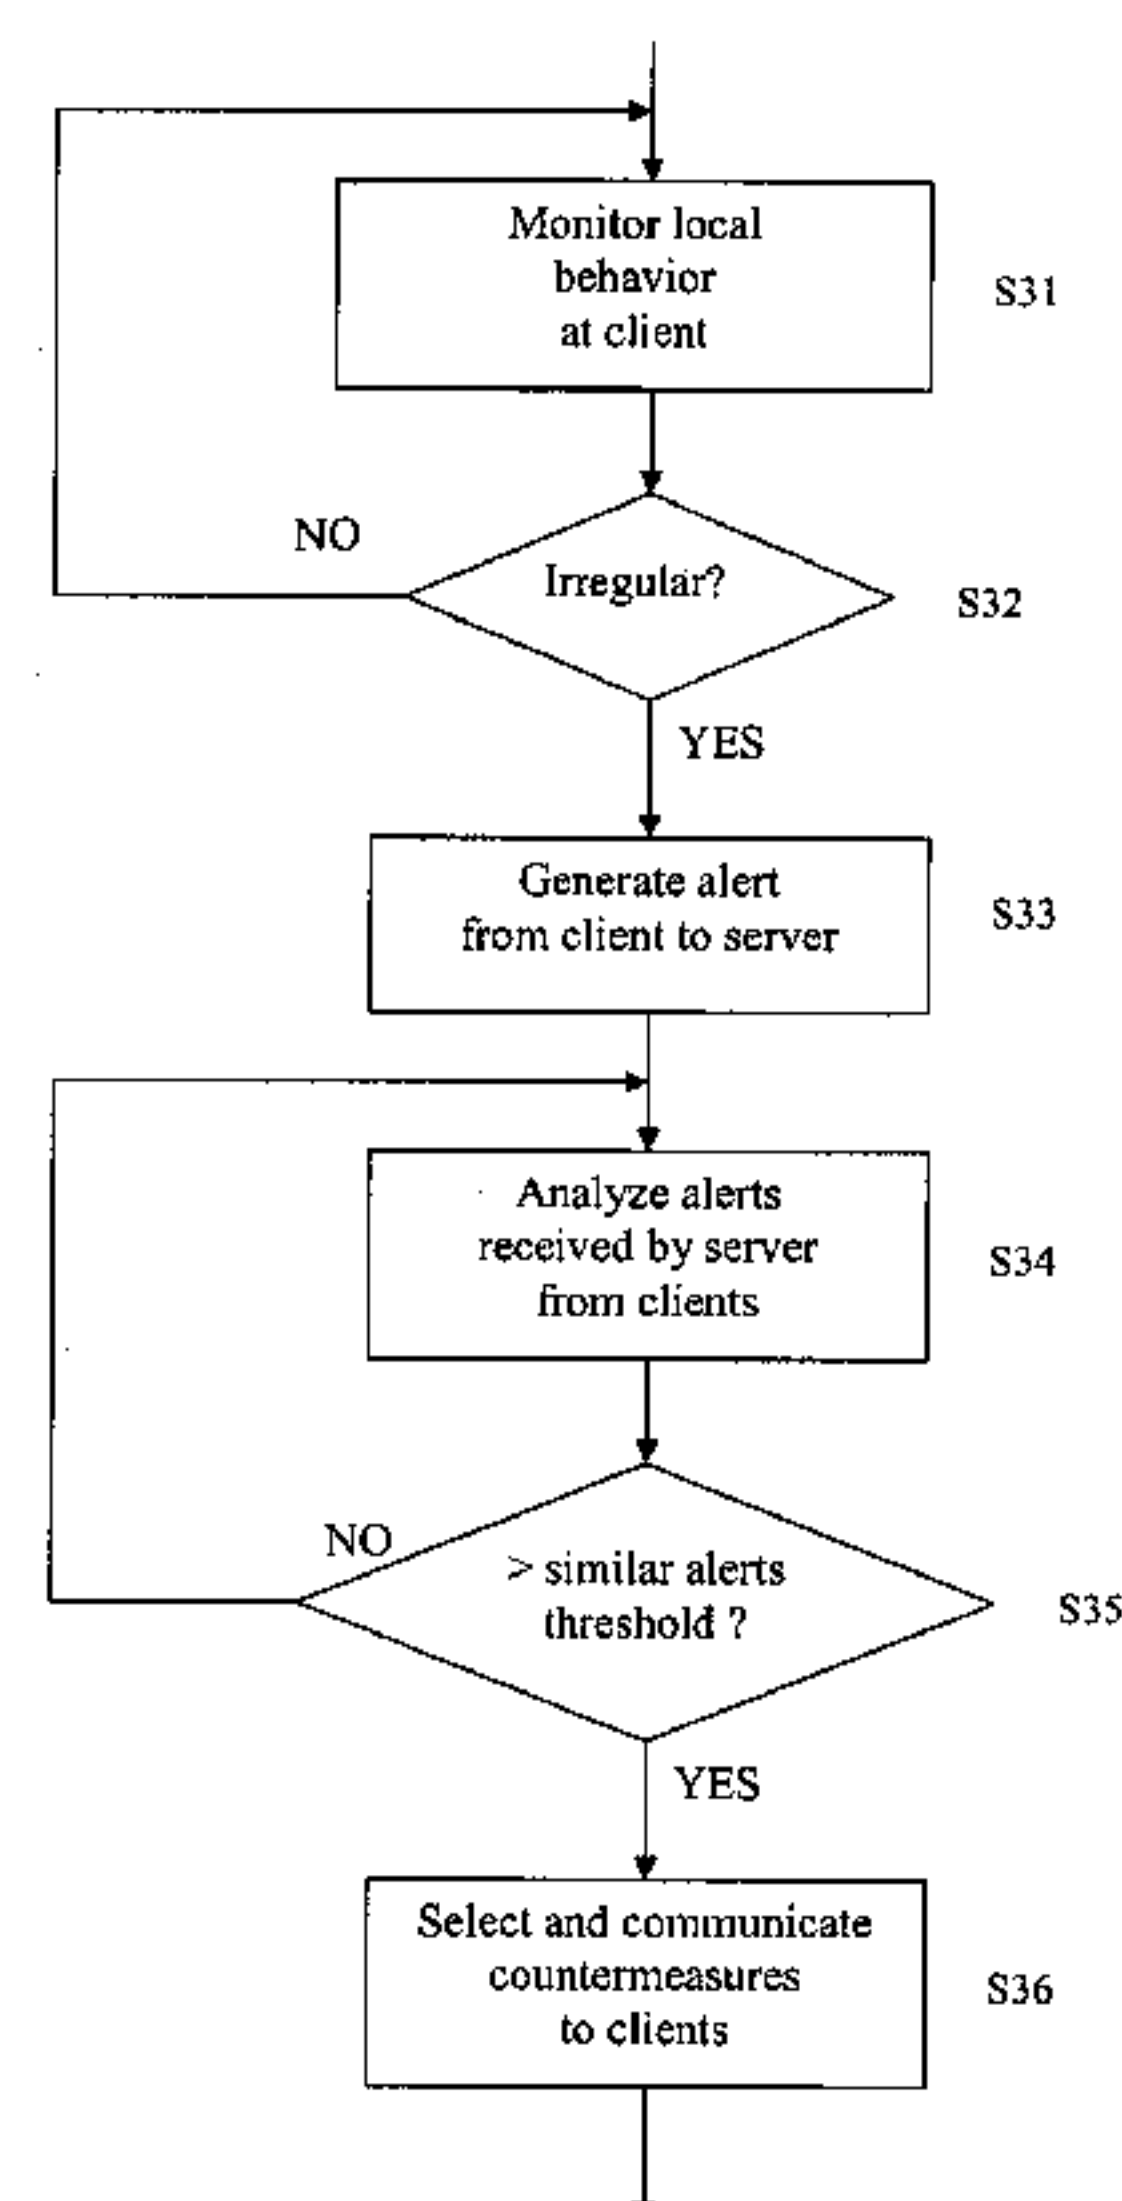 Monitor local
behavior
at client
S31
NO
Irregular?
S32
YES
Generate alert
from client to server
S33
Analyze alerts
received by server
from clients
S34
NO
> similar alerts
threshold ?
S35
YES
Select and communicate
countermeasures
to clients
S36